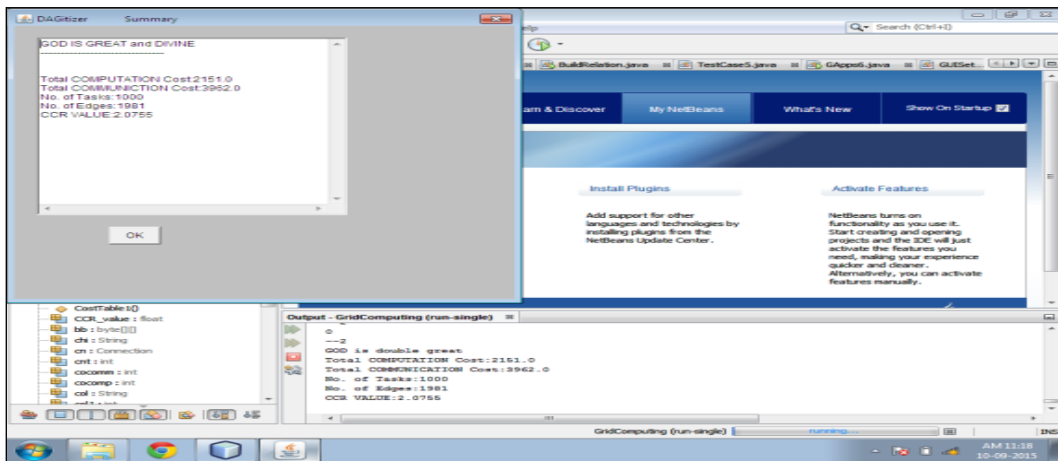 DAGitizer Summary
GOD IS GREAT and DIVINE
--------------------------------
Total COMPUTATION Cost:2151.0
Total COMMUNICTION Cost:3962.0
No. of Tasks:1000
No. of Edges:1981
CCR VALUE:2.0755
OK
elp
Search (Ctrl+I)
BuildRelation.java
TestCase5.java
GApps6.java
GUISet...
arn & Discover
My NetBeans
What's New
Show On Startup
Install Plugins
Activate Features
Add support for other
languages and technologies by
installing plugins from the
NetBeans Update Center.
NetBeans turns on
functionality as you use it.
Start creating and opening
projects and the IDE will just
activate the features you
need, making your experience
quicker and cleaner.
Alternatively, you can activate
features manually.
CostTable1()
CCR_value : float
bb : byte[][]
chi : String
cn : Connection
cnt : int
cocomm : int
cocomp : int
col : String
Output - GridComputing (run-single)
0
--2
GOD is double great
Total COMPUTATION Cost:2151.0
Total COMMUNICATION Cost:3962.0
No. of Tasks:1000
No. of Edges:1981
CCR VALUE:2.0755
GridComputing (run-single)
running...
INS
AM 11:18
10-09-2015